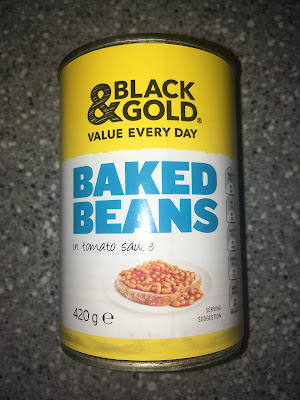 &BLACK
GOLD®
VALUE EVERY DAY
BAKED
BEANS
in tomato sauce
420 g e
SERVING
SUGGESTION